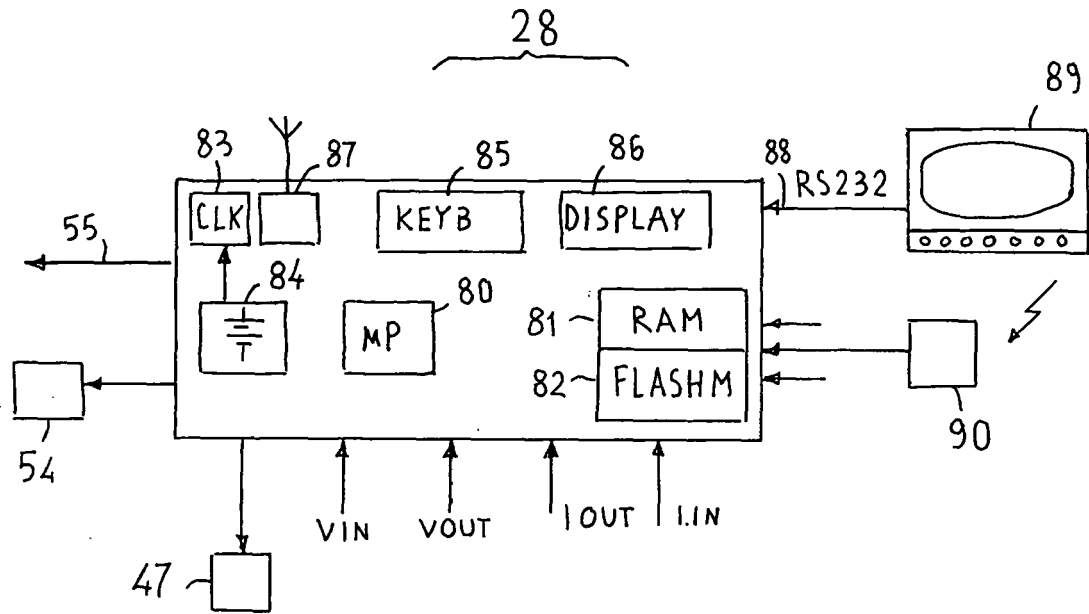 28
89
83
87
85
86
88
RS232
CLK
KEYB
DISPLAY
55
84
80
81
RAM
MP
82
FLASHM
54
90
VIN
VOUT
IOUT
I.IN
47